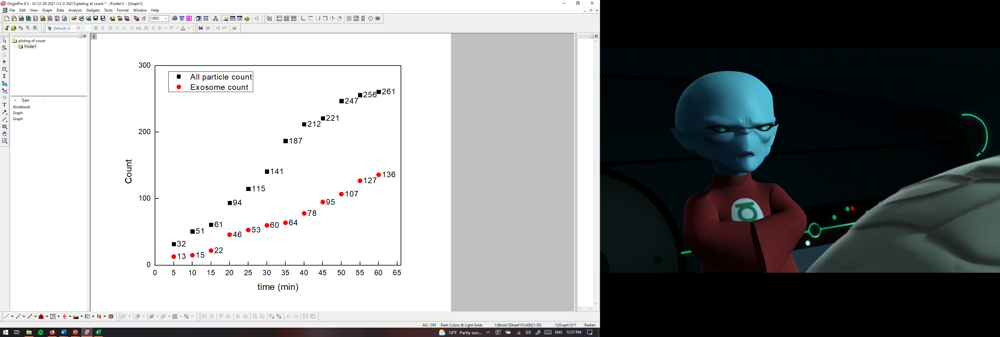 OriginPro 8.5 - G:\12-20-2021 (12-2-2021)\ploting of count * - /Folder1/ - [Graph1]
File Edit View Graph Data Analysis Gadgets Tools Format Window Help
100%
Default: A 0 B I U
1
ploting of count
Folder1
Type
Workbook
Graph
Graph
All particle count
Exosome count
300
200
100
0
Count
32
51
61
94
115
141
187
212
221
247
256
261
13
15
22
46
53
60
64
78
95
107
127
136
0 5 10 15 20 25 30 35 40 45 50 55 60 65
time (min)
AU : ON Dark Colors & Light Grids 1:[Book1]Sheet1!Col(B)[1:30] 1:[Graph1]1!1 Radian
74°F Partly sun... ENG 12:57 PM